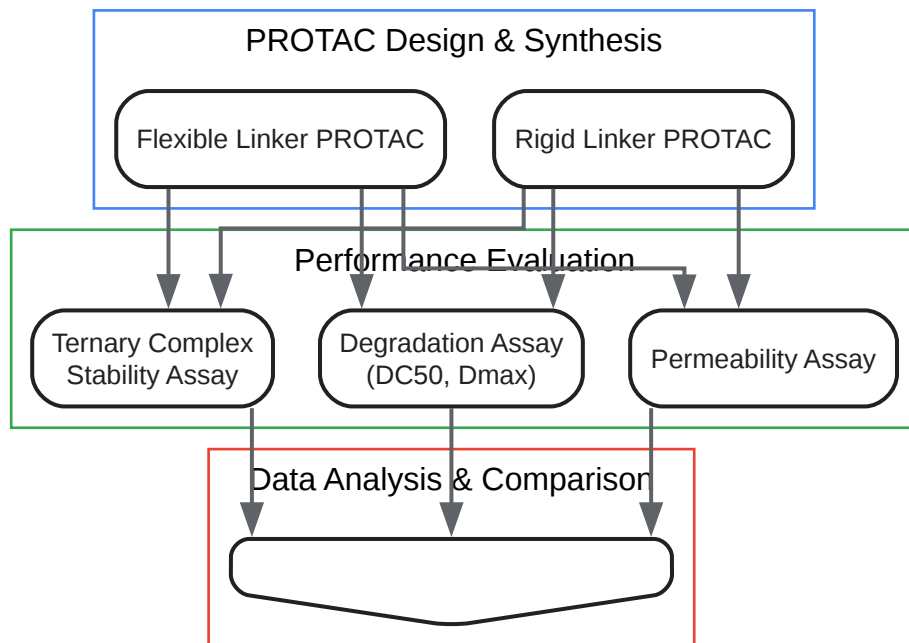 PROTAC Design & Synthesis
Flexible Linker PROTAC
Rigid Linker PROTAC
Performance Evaluation
Ternary Complex
Stability Assay
Degradation Assay
(DC50, Dmax)
Permeability Assay
Data Analysis & Comparison